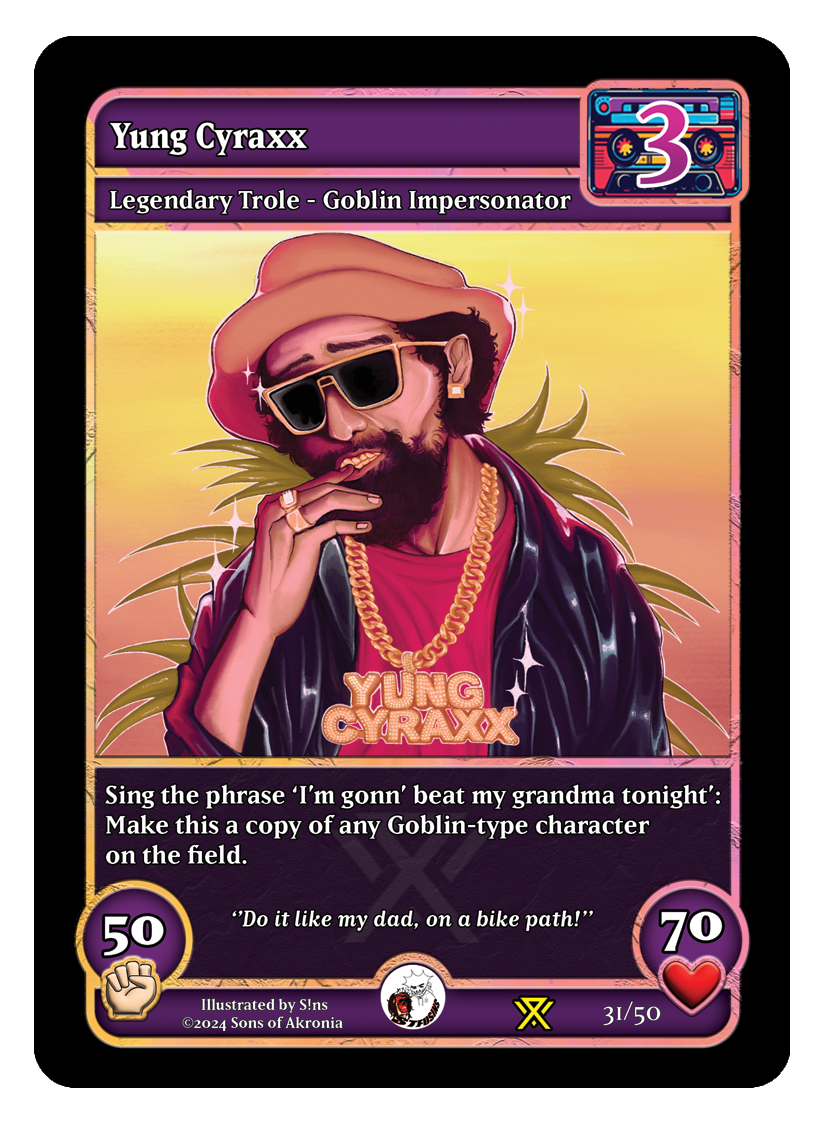 Yung Cyraxx
3
Legendary Trole - Goblin Impersonator
YUNG
CYRAXX
Sing the phrase ‘I'm gonn’ beat my grandma tonight’:
Make this a copy of any Goblin-type character
on the field.
‘’Do it like my dad, on a bike path!’’
50
70
Illustrated by S!ns
©2024 Sons of Akronia
31/50